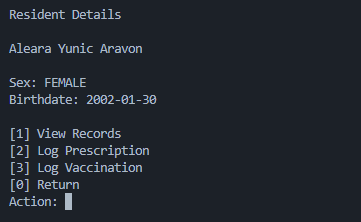 Resident Details
Aleara Yunic Aravon
Sex: FEMALE
Birthdate: 2002-01-30
[1] View Records
[2] Log Prescription
[3] Log Vaccination
[0] Return
Action: